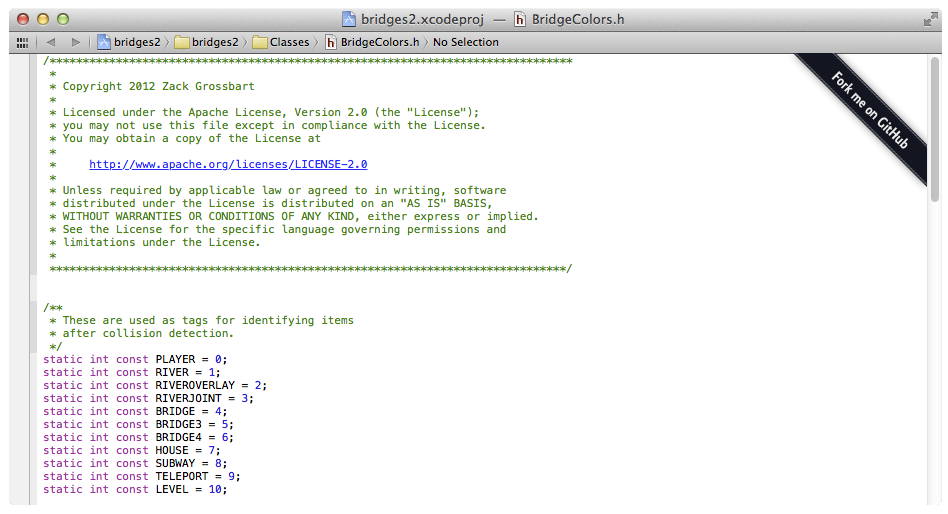 bridges2.xcodeproj — h BridgeColors.h
bridges2 bridges2 Classes h BridgeColors.h No Selection
/*******************************************************************************
 *
 * Copyright 2012 Zack Grossbart
 *
 * Licensed under the Apache License, Version 2.0 (the "License");
 * you may not use this file except in compliance with the License.
 * You may obtain a copy of the License at
 *
 *     http://www.apache.org/licenses/LICENSE-2.0
 *
 * Unless required by applicable law or agreed to in writing, software
 * distributed under the License is distributed on an "AS IS" BASIS,
 * WITHOUT WARRANTIES OR CONDITIONS OF ANY KIND, either express or implied.
 * See the License for the specific language governing permissions and
 * limitations under the License.
 *
 ******************************************************************************/
/**
 * These are used as tags for identifying items
 * after collision detection.
 */
static int const PLAYER = 0;
static int const RIVER = 1;
static int const RIVEROVERLAY = 2;
static int const RIVERJOINT = 3;
static int const BRIDGE = 4;
static int const BRIDGE3 = 5;
static int const BRIDGE4 = 6;
static int const HOUSE = 7;
static int const SUBWAY = 8;
static int const TELEPORT = 9;
static int const LEVEL = 10;
Fork me on GitHub